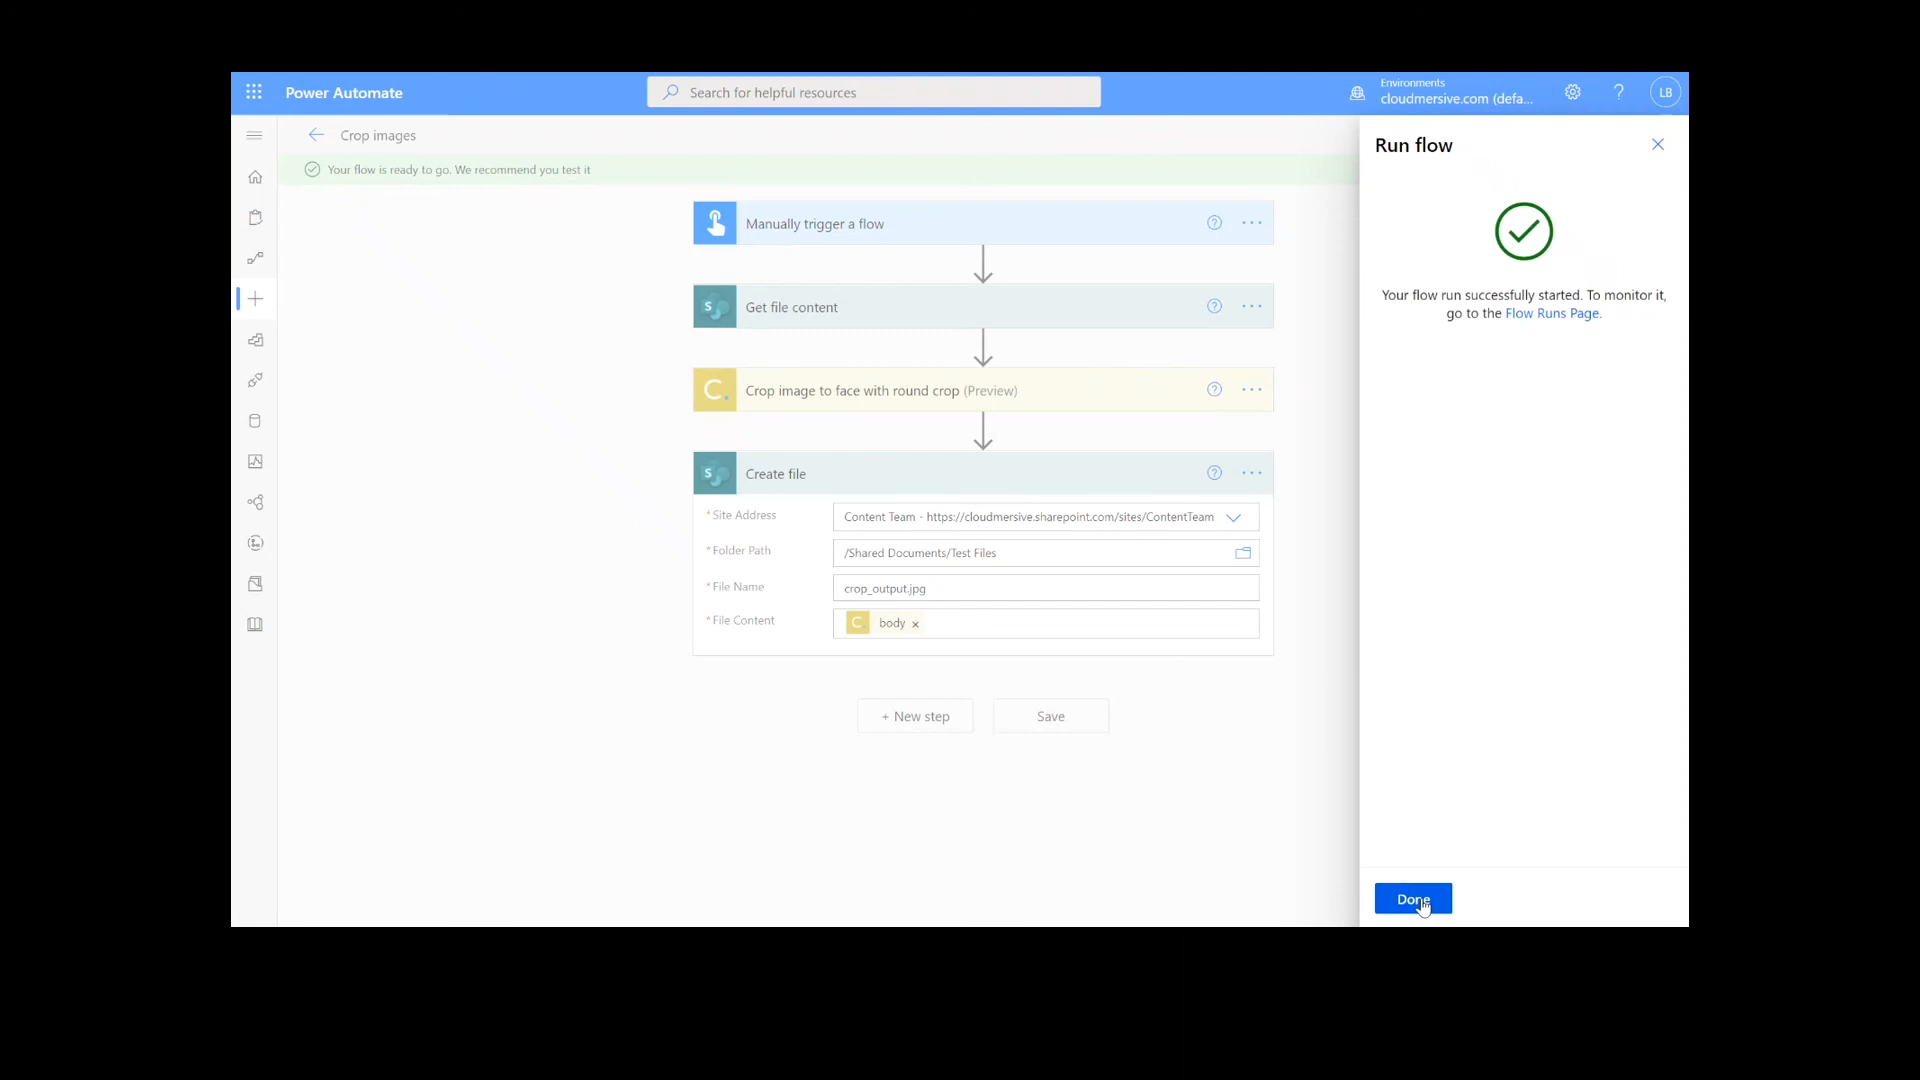 Power Automate
Search for helpful resources
Environments
cloudmersive.com (defa...
?
LB
Crop images
Your flow is ready to go. We recommend you test it
Manually trigger a flow
Get file content
Crop image to face with round crop (Preview)
Create file
* Site Address
Content Team - https://cloudmersive.sharepoint.com/sites/ContentTeam
* Folder Path
/Shared Documents/Test Files
* File Name
crop_output.jpg
* File Content
body ×
+ New step
Save
Run flow
Your flow run successfully started. To monitor it,
go to the Flow Runs Page.
Done